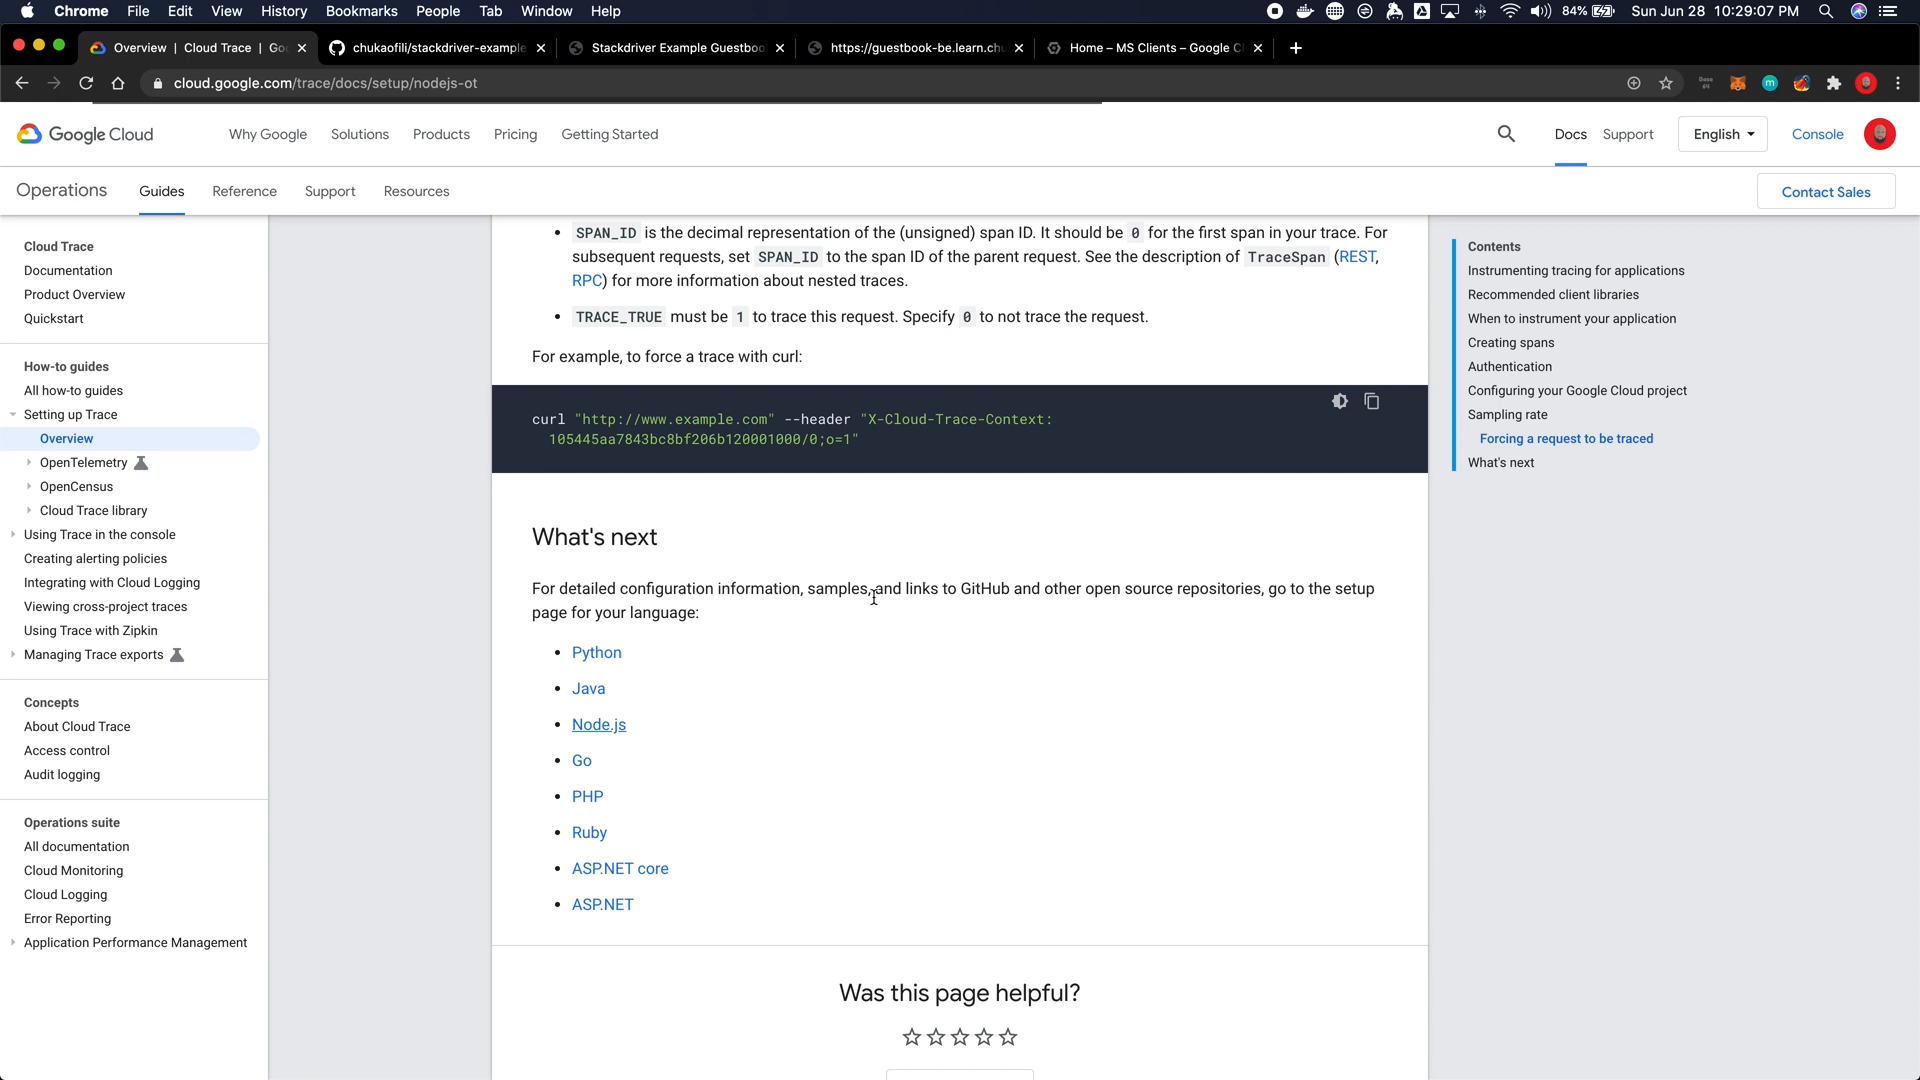 Chrome File Edit View History Bookmarks People Tab Window Help 84% Sun Jun 28 10:29:07 PM
Overview | Cloud Trace | Go
chukaofili/stackdriver-example
Stackdriver Example Guestboo
https://guestbook-be.learn.ch
Home – MS Clients – Google C
cloud.google.com/trace/docs/setup/nodejs-ot
Google Cloud Why Google Solutions Products Pricing Getting Started Docs Support English Console
Operations Guides Reference Support Resources Contact Sales
Cloud Trace
Documentation
Product Overview
Quickstart
How-to guides
All how-to guides
Setting up Trace
Overview
OpenTelemetry
OpenCensus
Cloud Trace library
Using Trace in the console
Creating alerting policies
Integrating with Cloud Logging
Viewing cross-project traces
Using Trace with Zipkin
Managing Trace exports
Concepts
About Cloud Trace
Access control
Audit logging
Operations suite
All documentation
Cloud Monitoring
Cloud Logging
Error Reporting
Application Performance Management
• SPAN_ID is the decimal representation of the (unsigned) span ID. It should be 0 for the first span in your trace. For
subsequent requests, set SPAN_ID to the span ID of the parent request. See the description of TraceSpan (REST,
RPC) for more information about nested traces.
• TRACE_TRUE must be 1 to trace this request. Specify 0 to not trace the request.
For example, to force a trace with curl:
curl "http://www.example.com" --header "X-Cloud-Trace-Context:
105445aa7843bc8bf206b120001000/0;o=1"
What's next
For detailed configuration information, samples, and links to GitHub and other open source repositories, go to the setup
page for your language:
• Python
• Java
• Node.js
• Go
• PHP
• Ruby
• ASP.NET core
• ASP.NET
Was this page helpful?
Contents
Instrumenting tracing for applications
Recommended client libraries
When to instrument your application
Creating spans
Authentication
Configuring your Google Cloud project
Sampling rate
Forcing a request to be traced
What's next